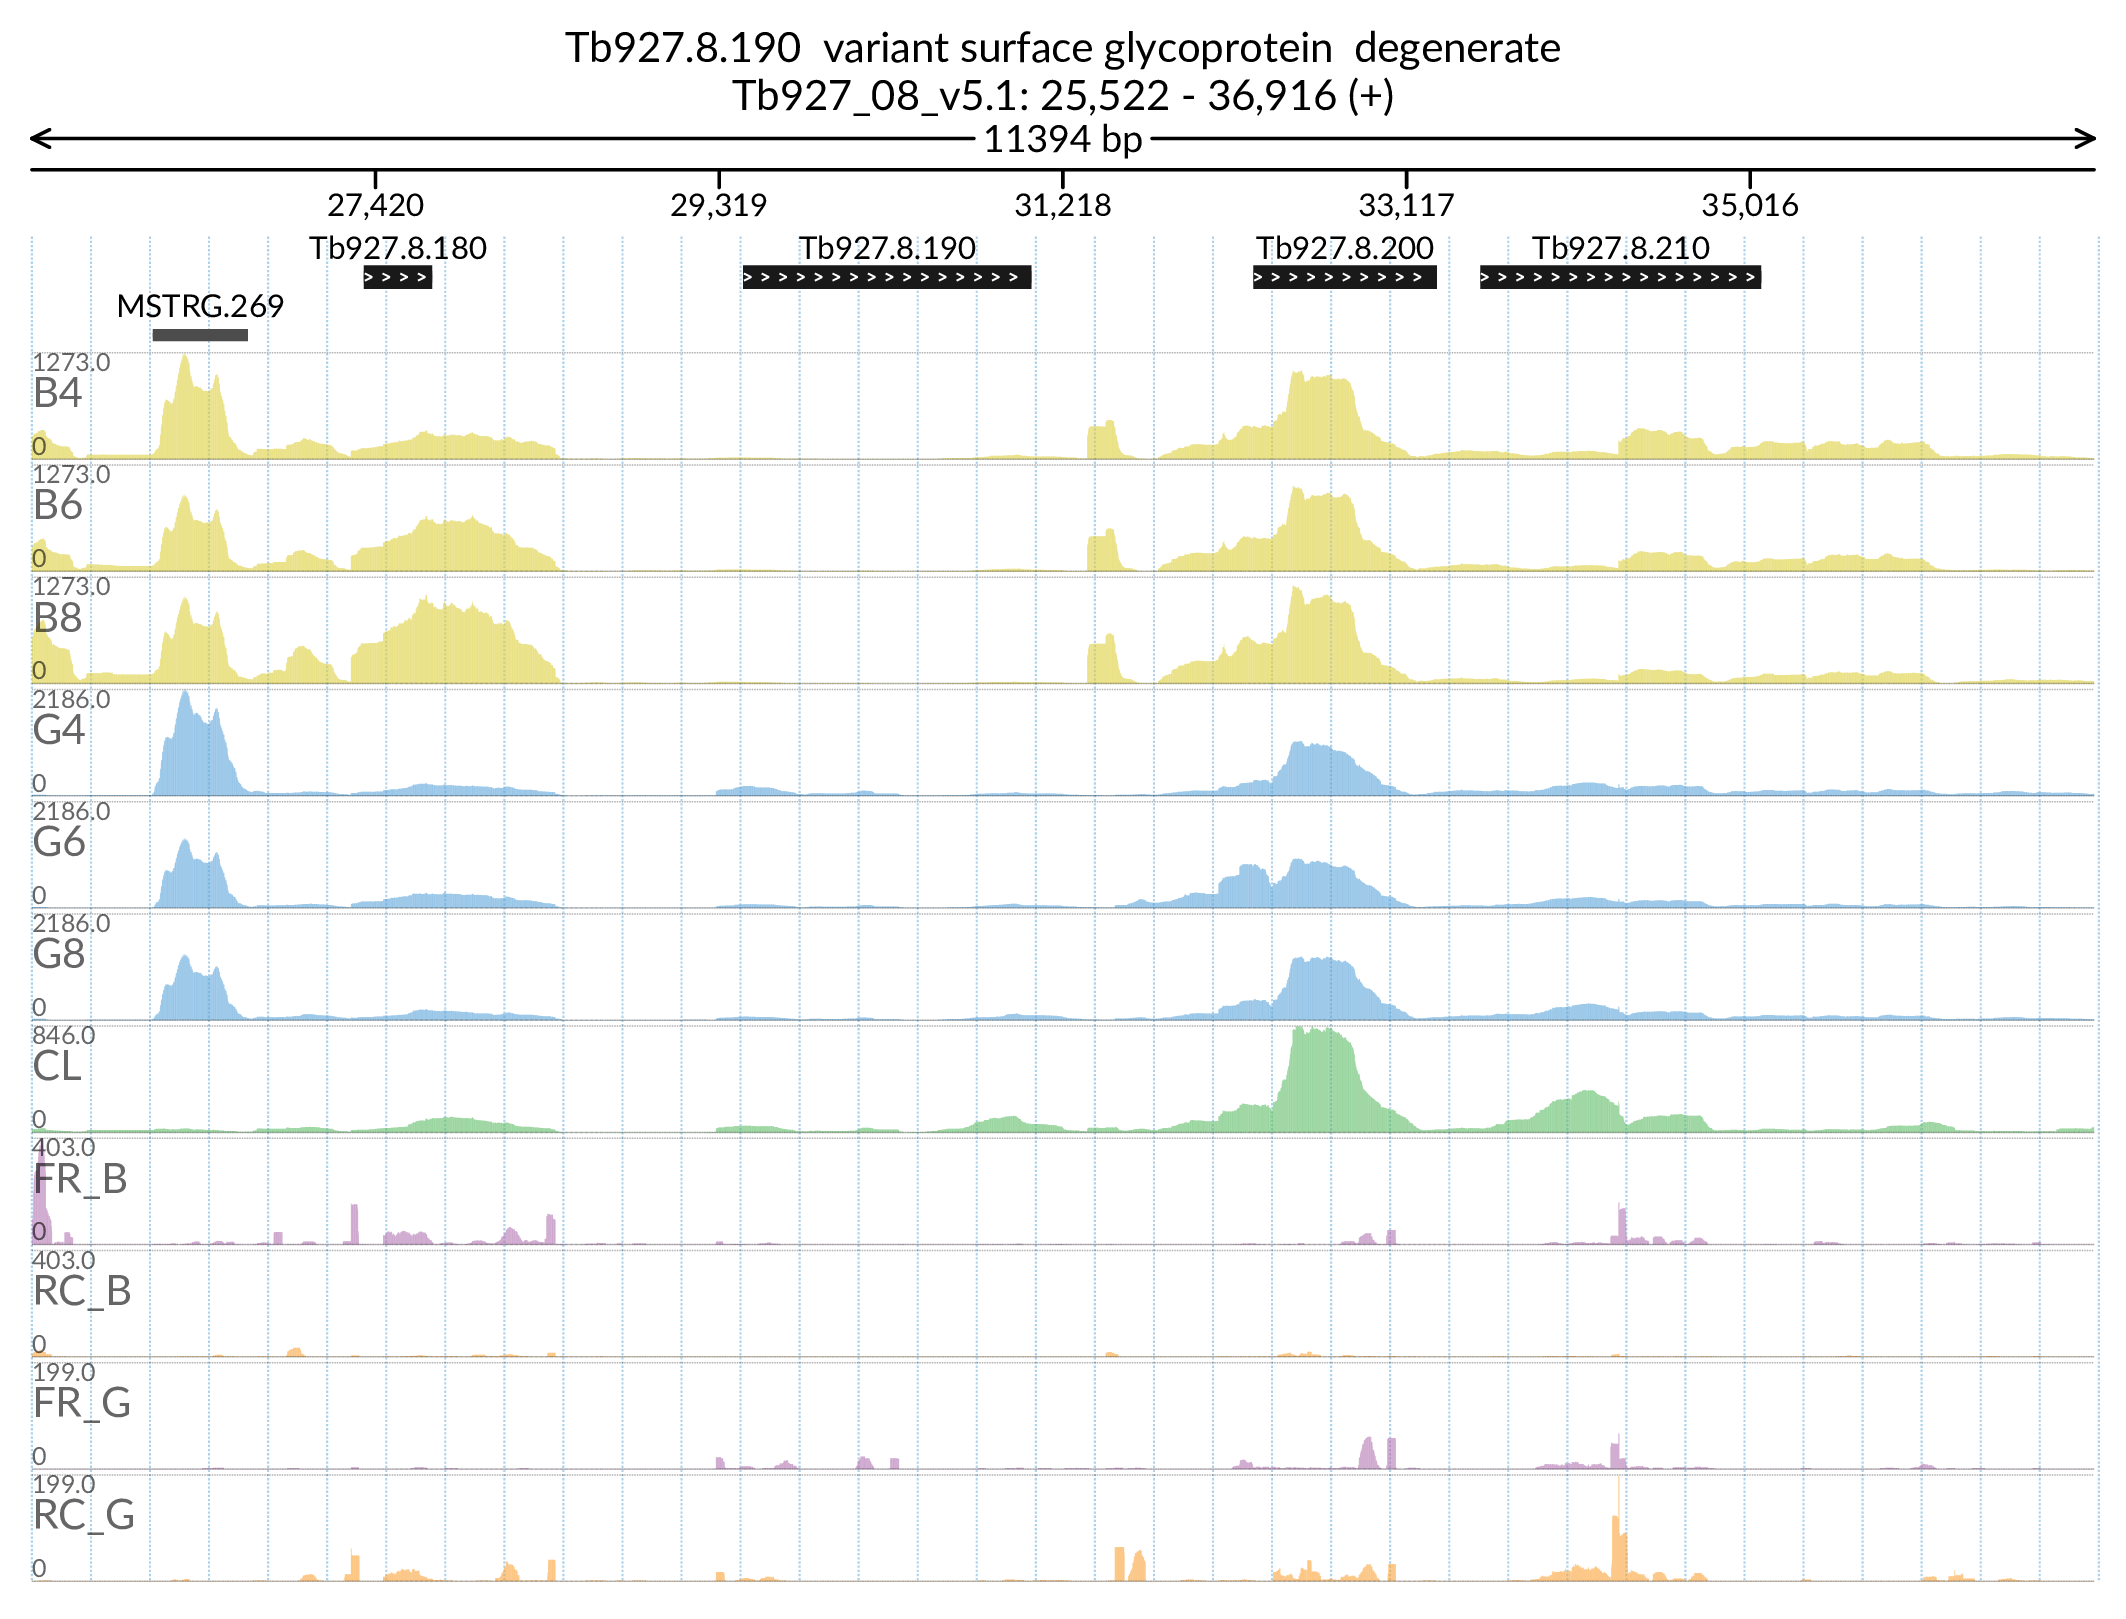 Tb927.8.190  variant surface glycoprotein  degenerate
Tb927_08_v5.1: 25,522 - 36,916 (+)
11394 bp
27,420 29,319 31,218 33,117 35,016
Tb927.8.180 Tb927.8.190 Tb927.8.200 Tb927.8.210
MSTRG.269
1273.0
B4
0
1273.0
B6
0
1273.0
B8
0
2186.0
G4
0
2186.0
G6
0
2186.0
G8
0
846.0
CL
0
403.0
FR_B
0
403.0
RC_B
0
199.0
FR_G
0
199.0
RC_G
0